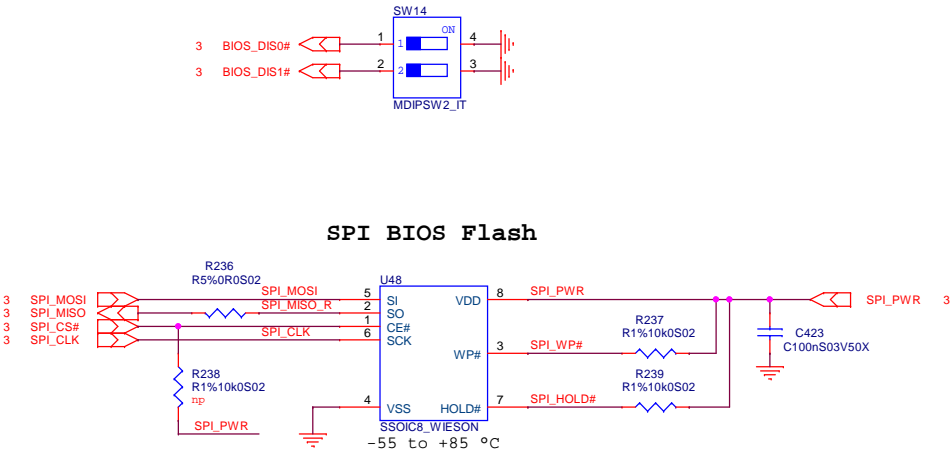 SW14
ON
3 BIOS_DIS0# 1 1 4
3 BIOS_DIS1# 2 2 3
MDIPSW2_IT
SPI BIOS Flash
R236
R5%0R0S02
U48
3 SPI_MOSI SPI_MOSI 5 SI VDD 8 SPI_PWR SPI_PWR 3
3 SPI_MISO SPI_MISO_R 2 SO
3 SPI_CS# 1 CE#
3 SPI_CLK SPI_CLK 6 SCK
R237
R1%10k0S02
C423
C100nS03V50X
WP# 3 SPI_WP#
R238
R1%10k0S02
np
SPI_PWR
R239
R1%10k0S02
4 VSS HOLD# 7 SPI_HOLD#
SSOIC8_WIESON
-55 to +85 °C